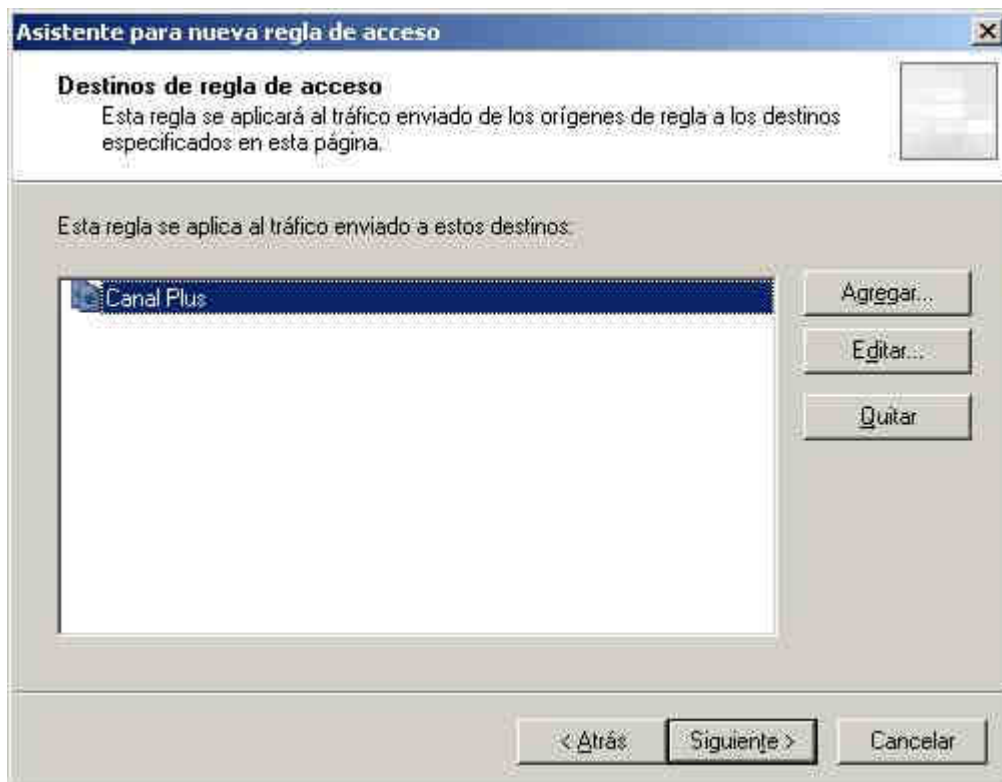 Asistente para nueva regla de acceso
Destinos de regla de acceso
Esta regla se aplicará al tráfico enviado de los orígenes de regla a los destinos
especificados en esta página.
Esta regla se aplica al tráfico enviado a estos destinos:
Canal Plus
Agregar...
Editar...
Quitar
< Atrás
Siguiente >
Cancelar